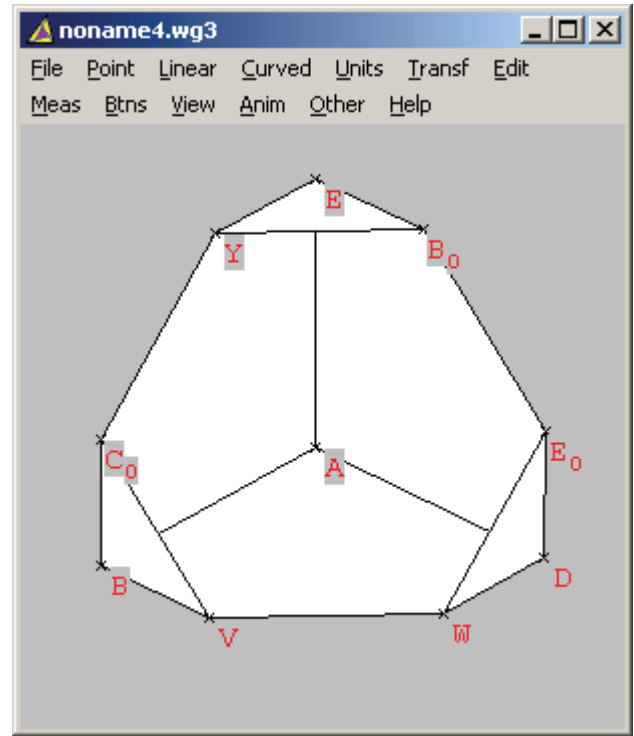 noname4.wg3
File Point Linear Curved Units Transf Edit
Meas Btns View Anim Other Help
E
Y
B₀
C₀
A
E₀
B
D
V
W